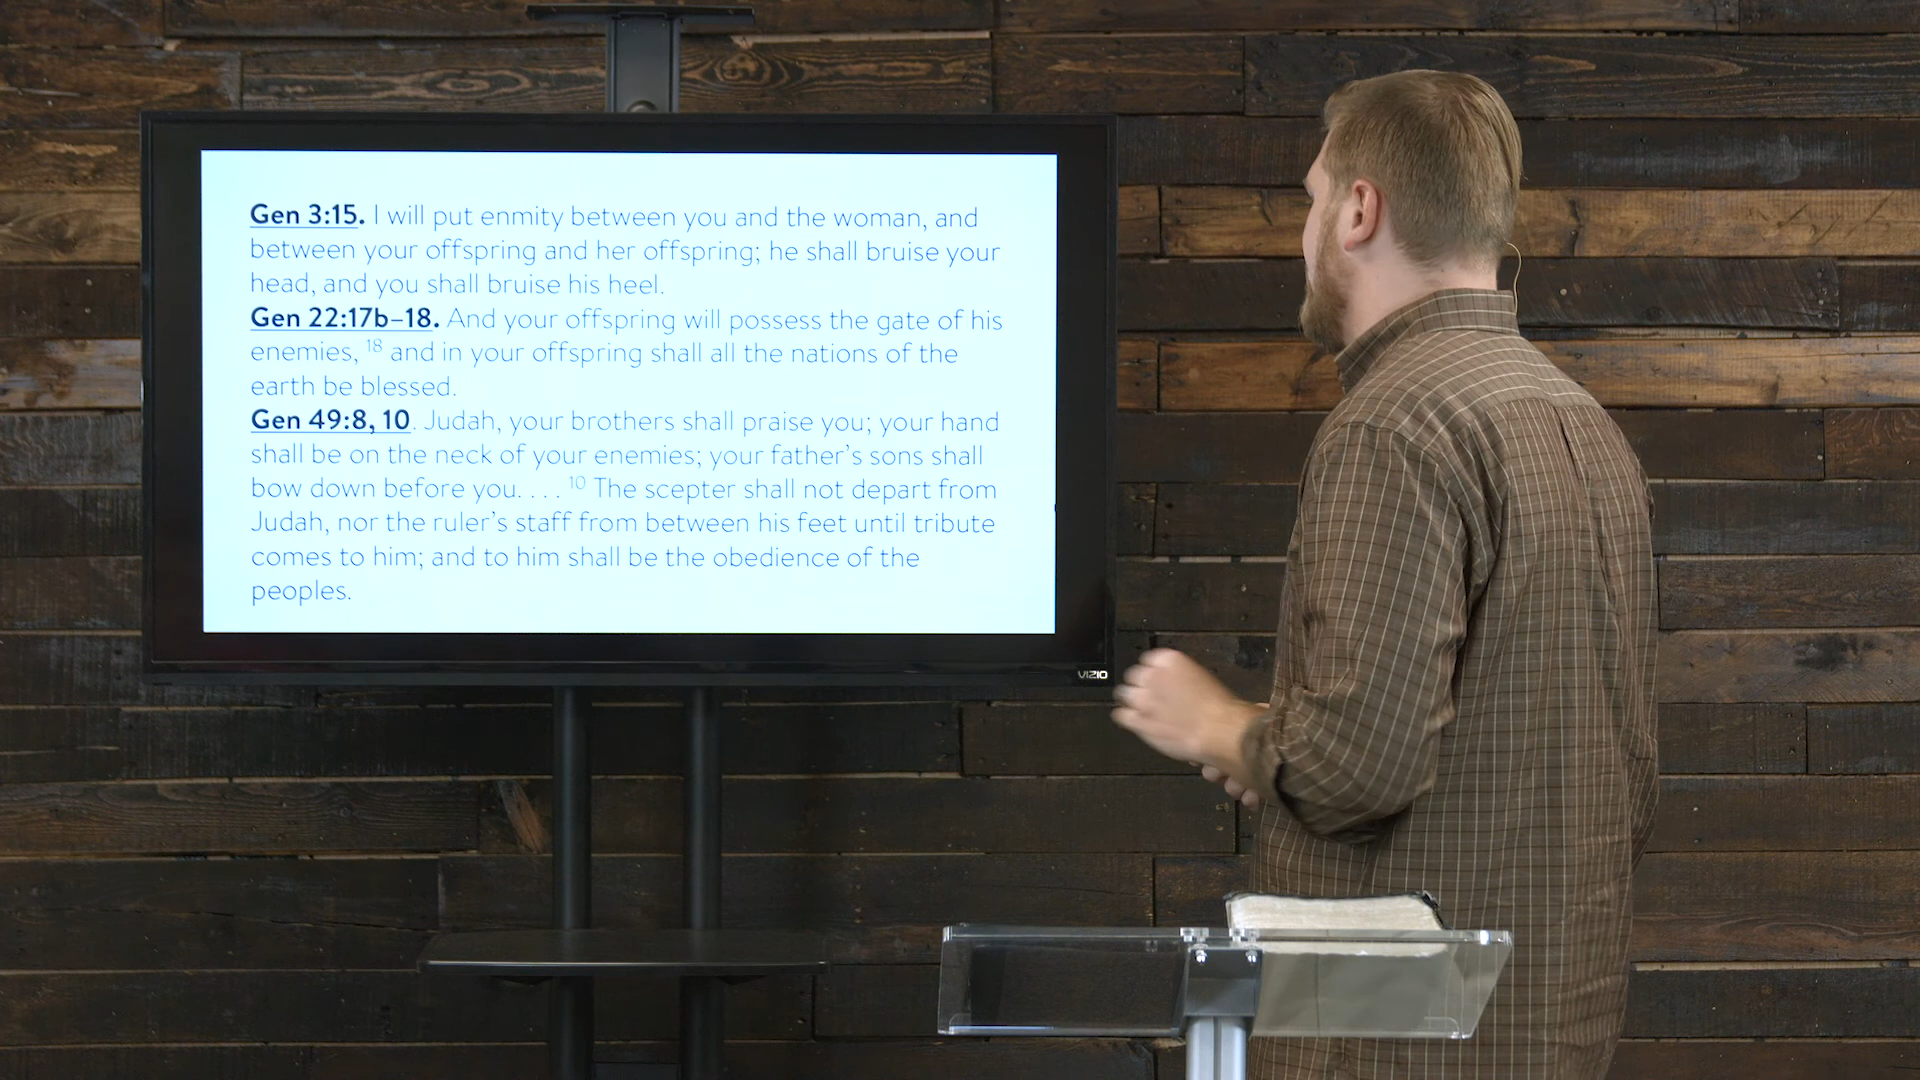 Gen 3:15. I will put enmity between you and the woman, and
between your offspring and her offspring; he shall bruise your
head, and you shall bruise his heel.
Gen 22:17b–18. And your offspring will possess the gate of his
enemies, 18 and in your offspring shall all the nations of the
earth be blessed.
Gen 49:8, 10. Judah, your brothers shall praise you; your hand
shall be on the neck of your enemies; your father's sons shall
bow down before you. . . . 10 The scepter shall not depart from
Judah, nor the ruler's staff from between his feet until tribute
comes to him; and to him shall be the obedience of the
peoples.
VIZIO